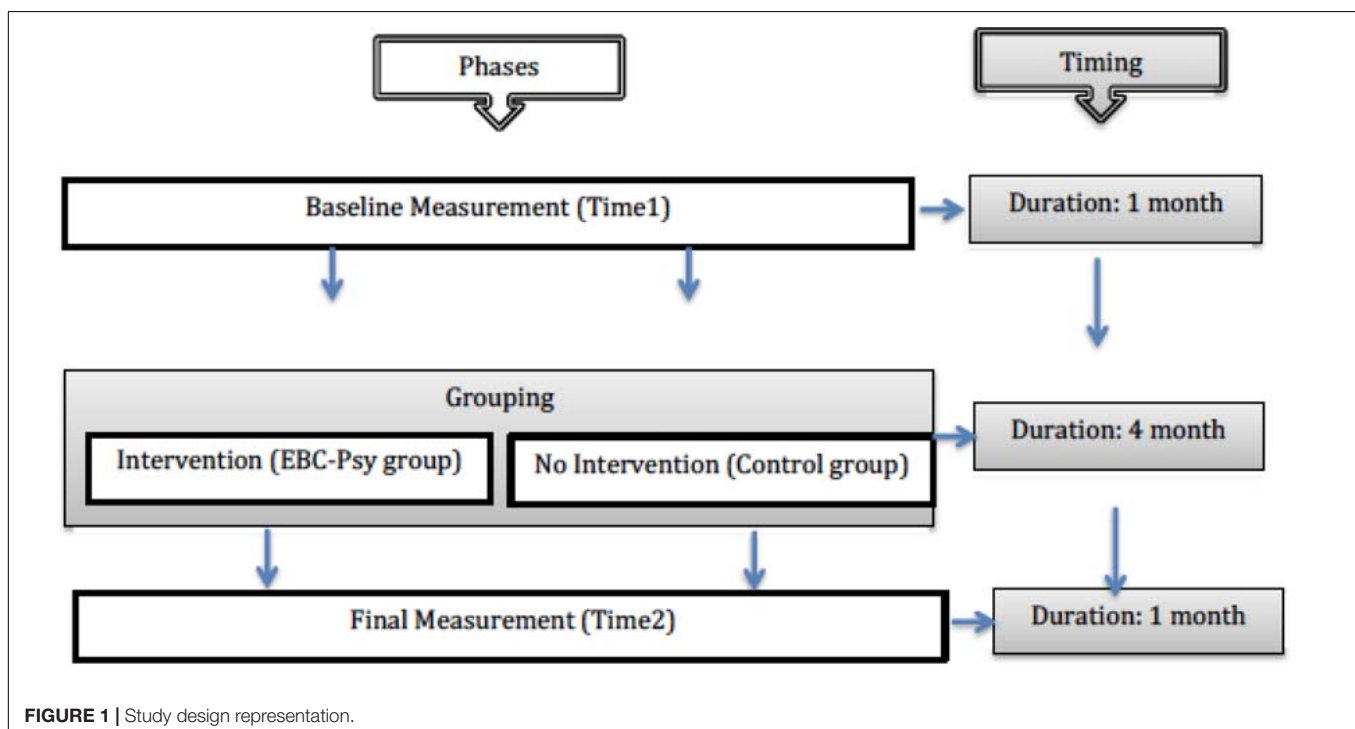 Phases
Timing
Baseline Measurement (Time1)
Duration: 1 month
Grouping
Intervention (EBC-Psy group)
No Intervention (Control group)
Duration: 4 month
Final Measurement (Time2)
Duration: 1 month
FIGURE 1 | Study design representation.